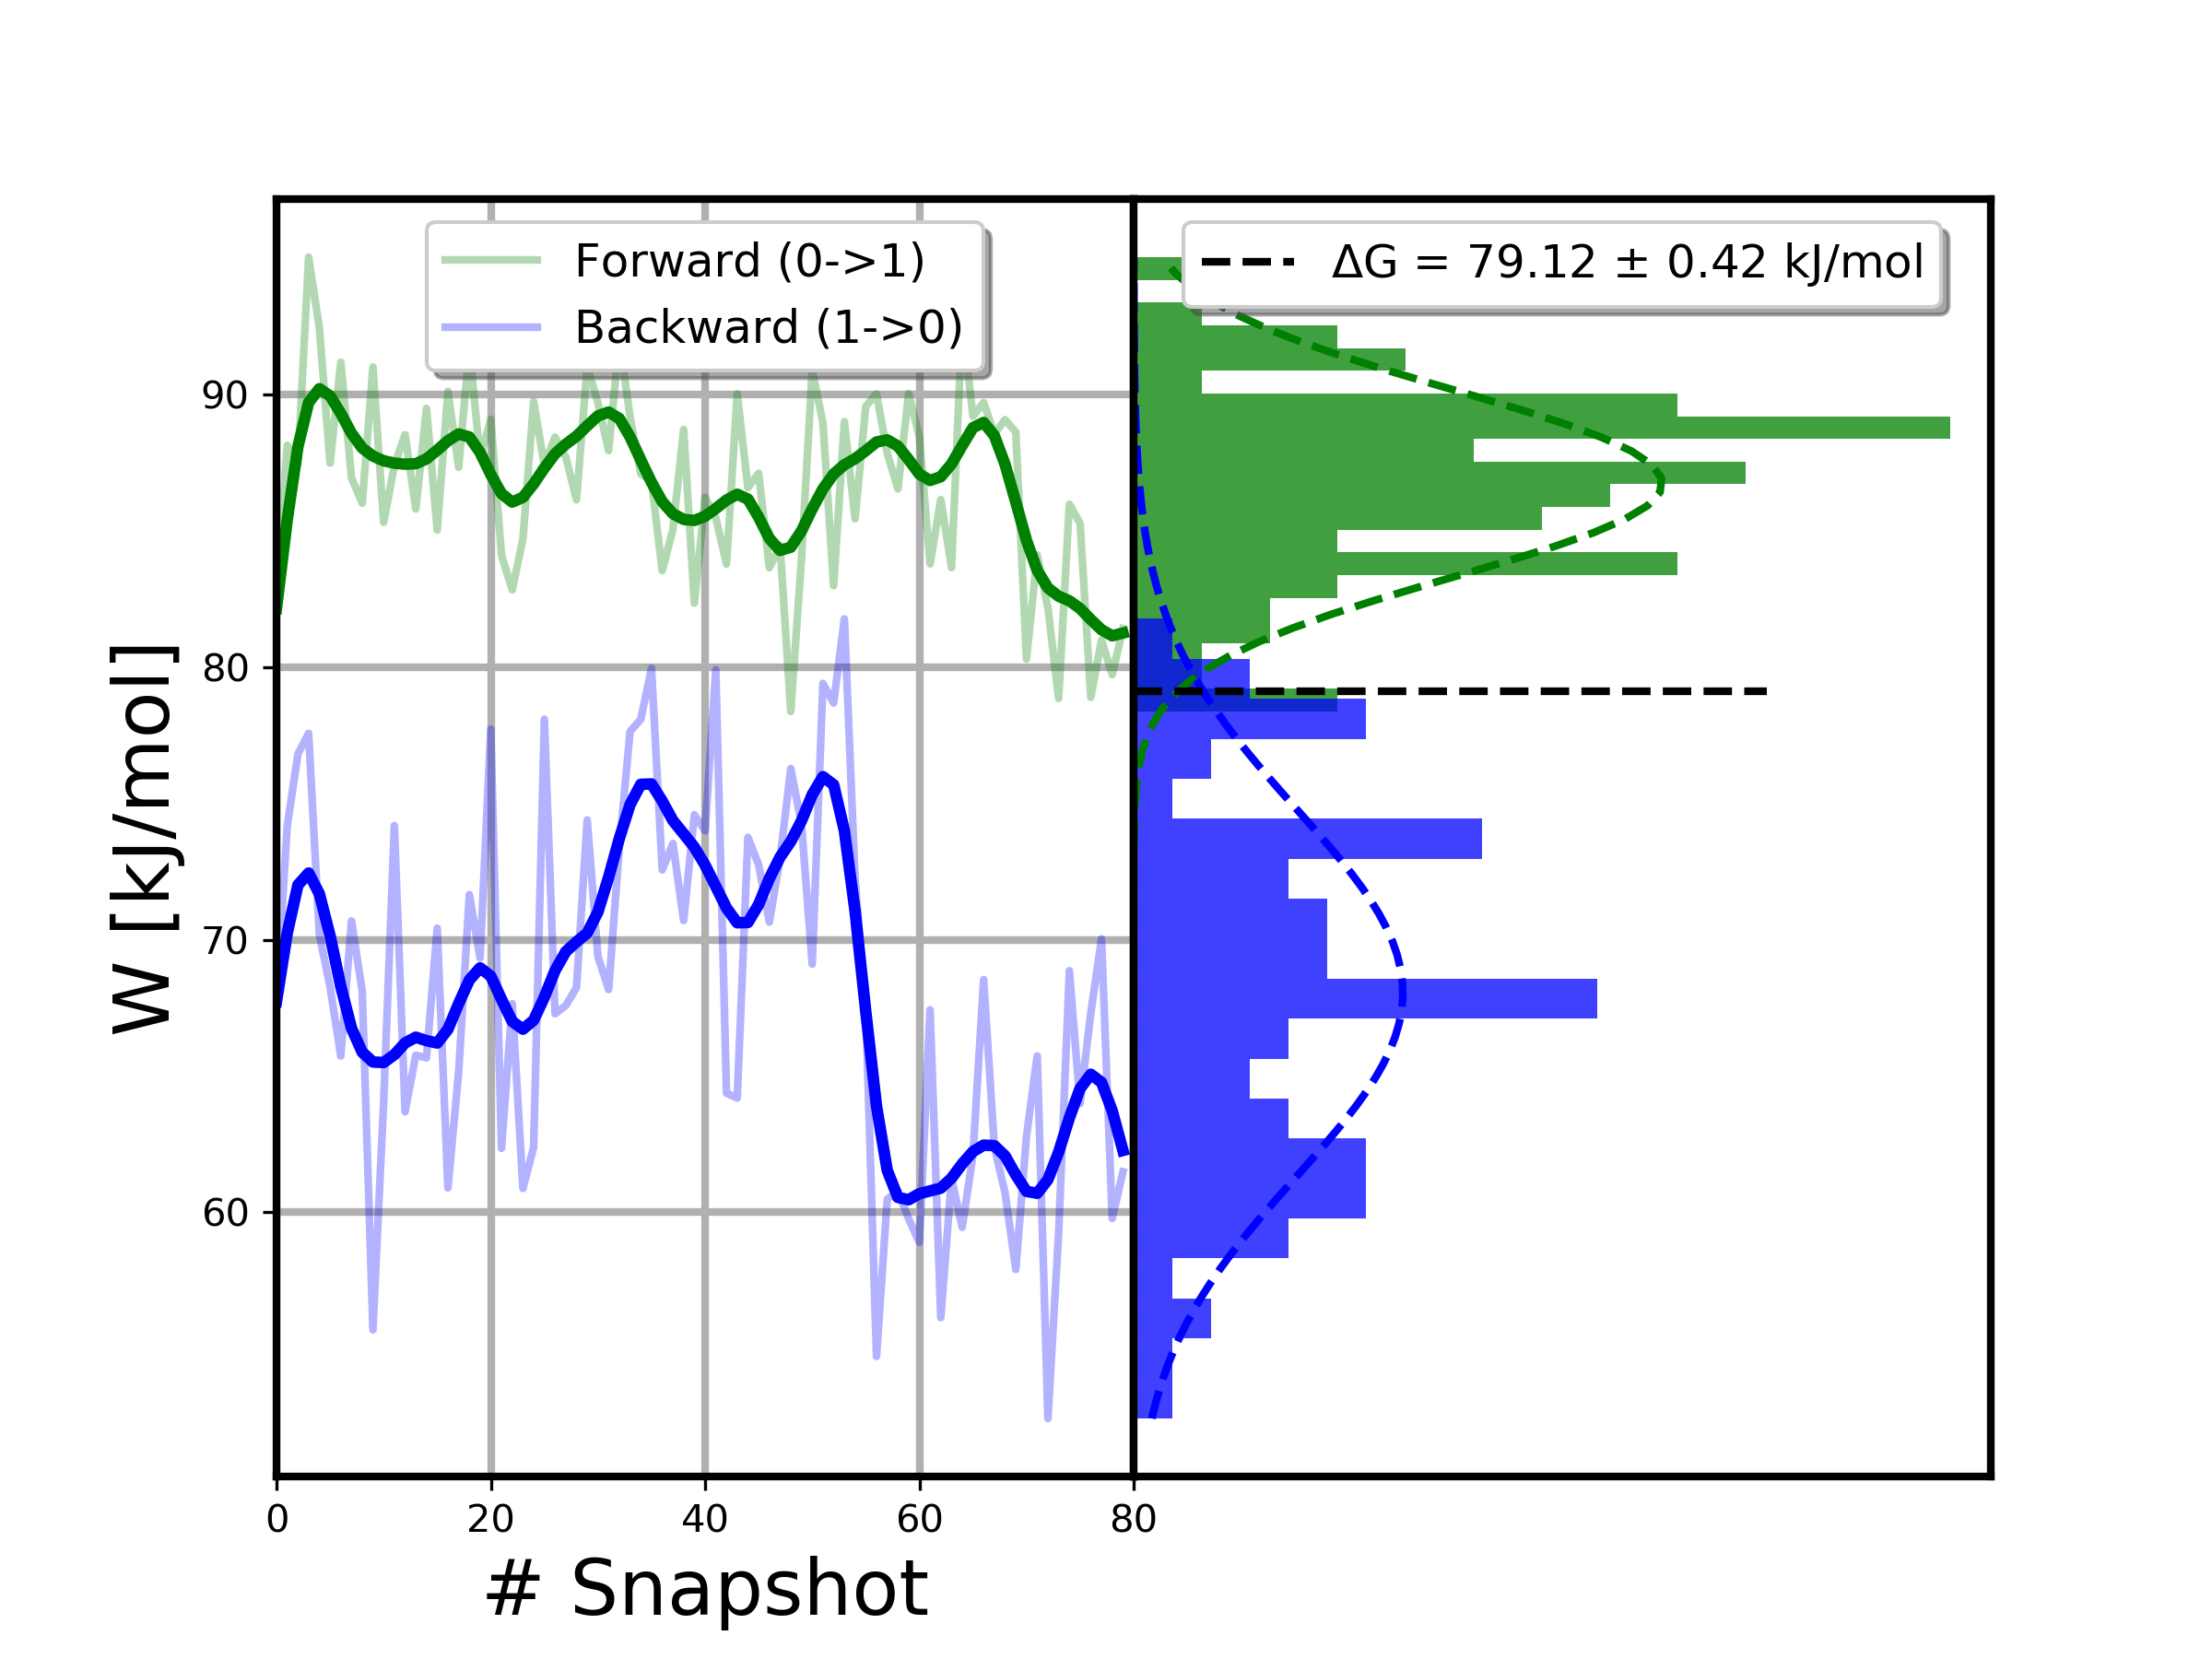 Forward (0->1)
Backward (1->0)
ΔG = 79.12 ± 0.42 kJ/mol
90
80
70
60
W [kJ/mol]
0 20 40 60 80
# Snapshot